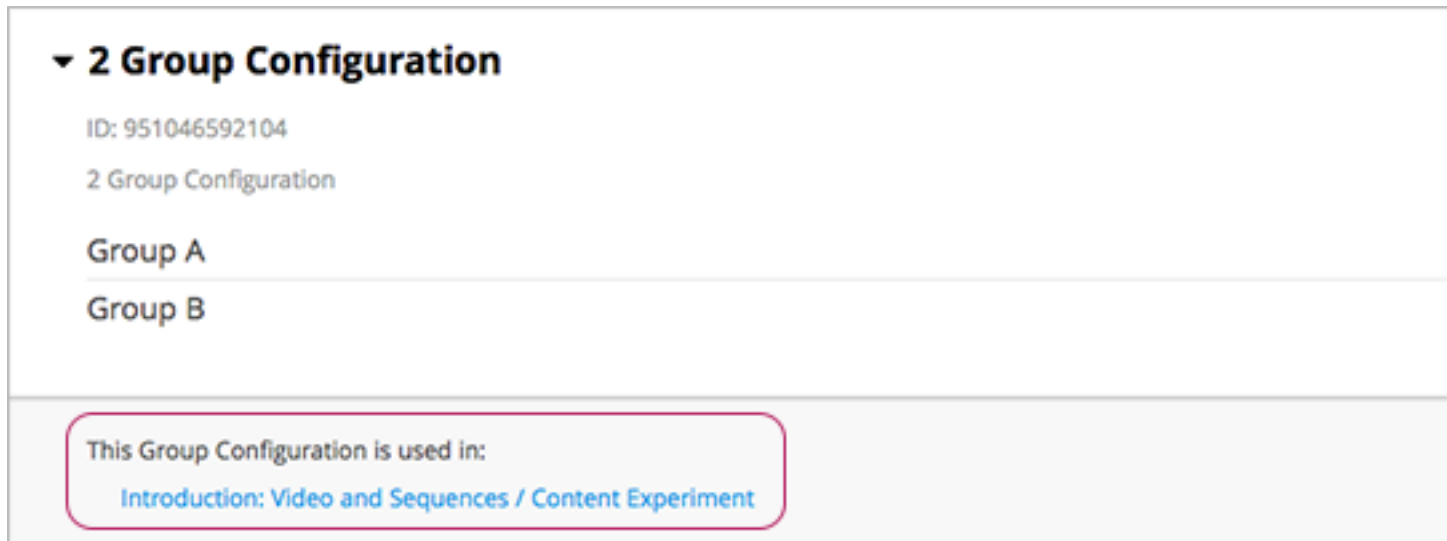 2 Group Configuration
ID: 951046592104
2 Group Configuration
Group A
Group B
This Group Configuration is used in:
Introduction: Video and Sequences / Content Experiment